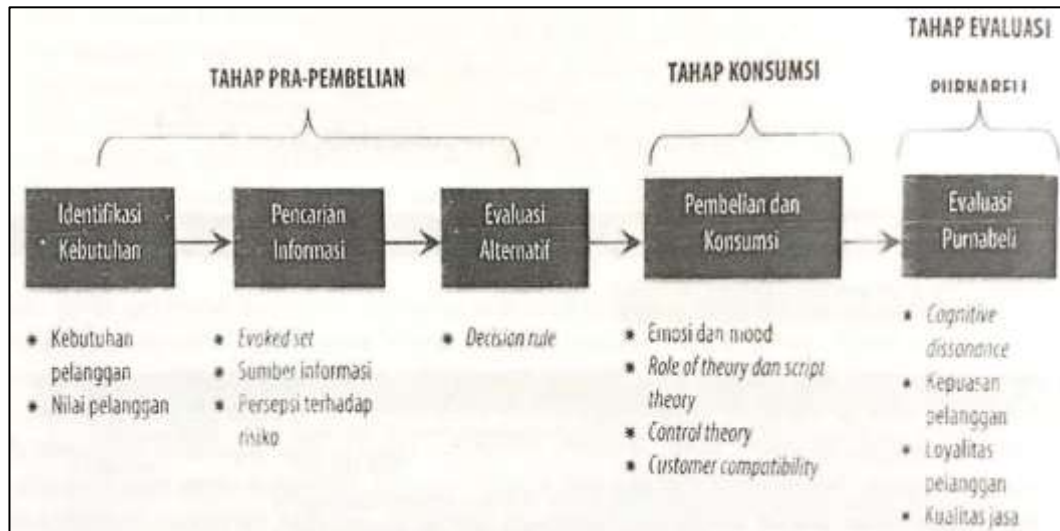 TAHAP PRA-PEMBELIAN
TAHAP KONSUMSI
TAHAP EVALUASI
PURNABELI
Identifikasi
Kebutuhan
Pencarian
Informasi
Evaluasi
Alternatif
Pembelian dan
Konsumsi
Evaluasi
Purnabeli
• Kebutuhan
pelanggan
• Nilai pelanggan
• Evoked set
• Sumber informasi
• Persepsi terhadap
risiko
• Decision rule
• Emosi dan mood
• Role of theory dan script
theory
• Control theory
• Customer compatibility
• Cognitive
dissonance
• Kepuasan
pelanggan
• Loyalitas
pelanggan
• Kualitas jasa